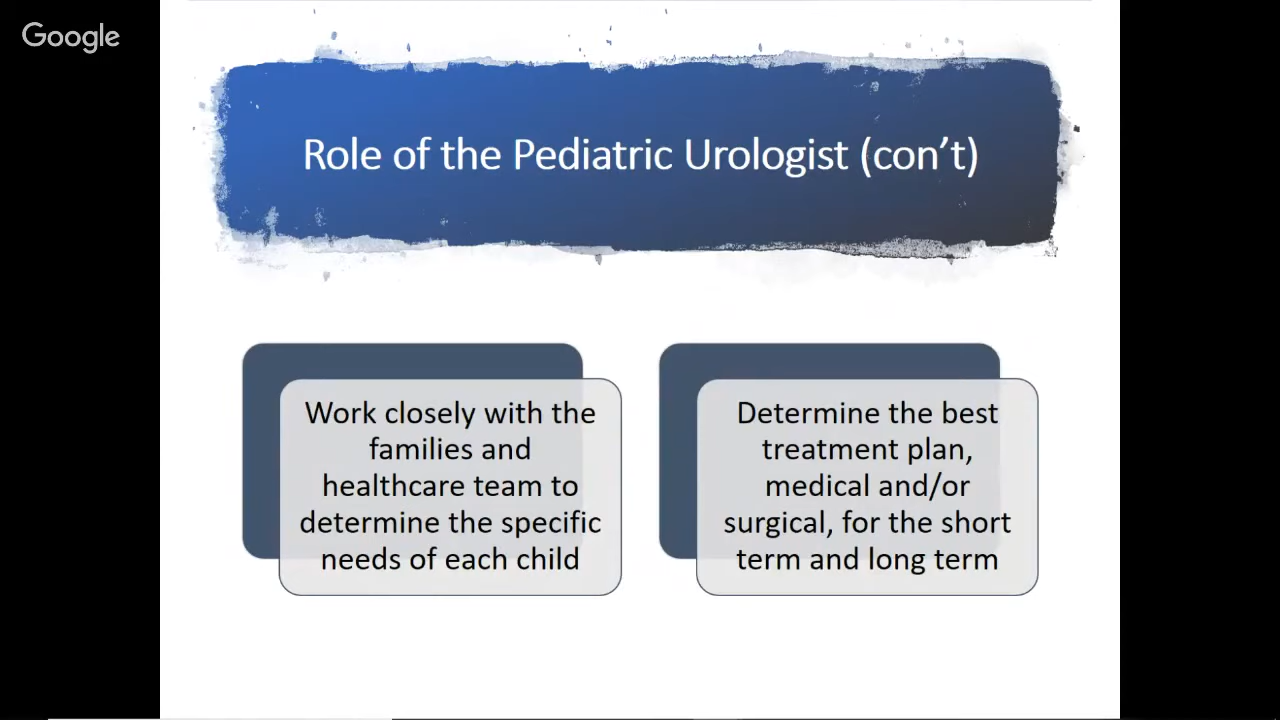 Google
Role of the Pediatric Urologist (con’t)
Work closely with the
families and
healthcare team to
determine the specific
needs of each child
Determine the best
treatment plan,
medical and/or
surgical, for the short
term and long term